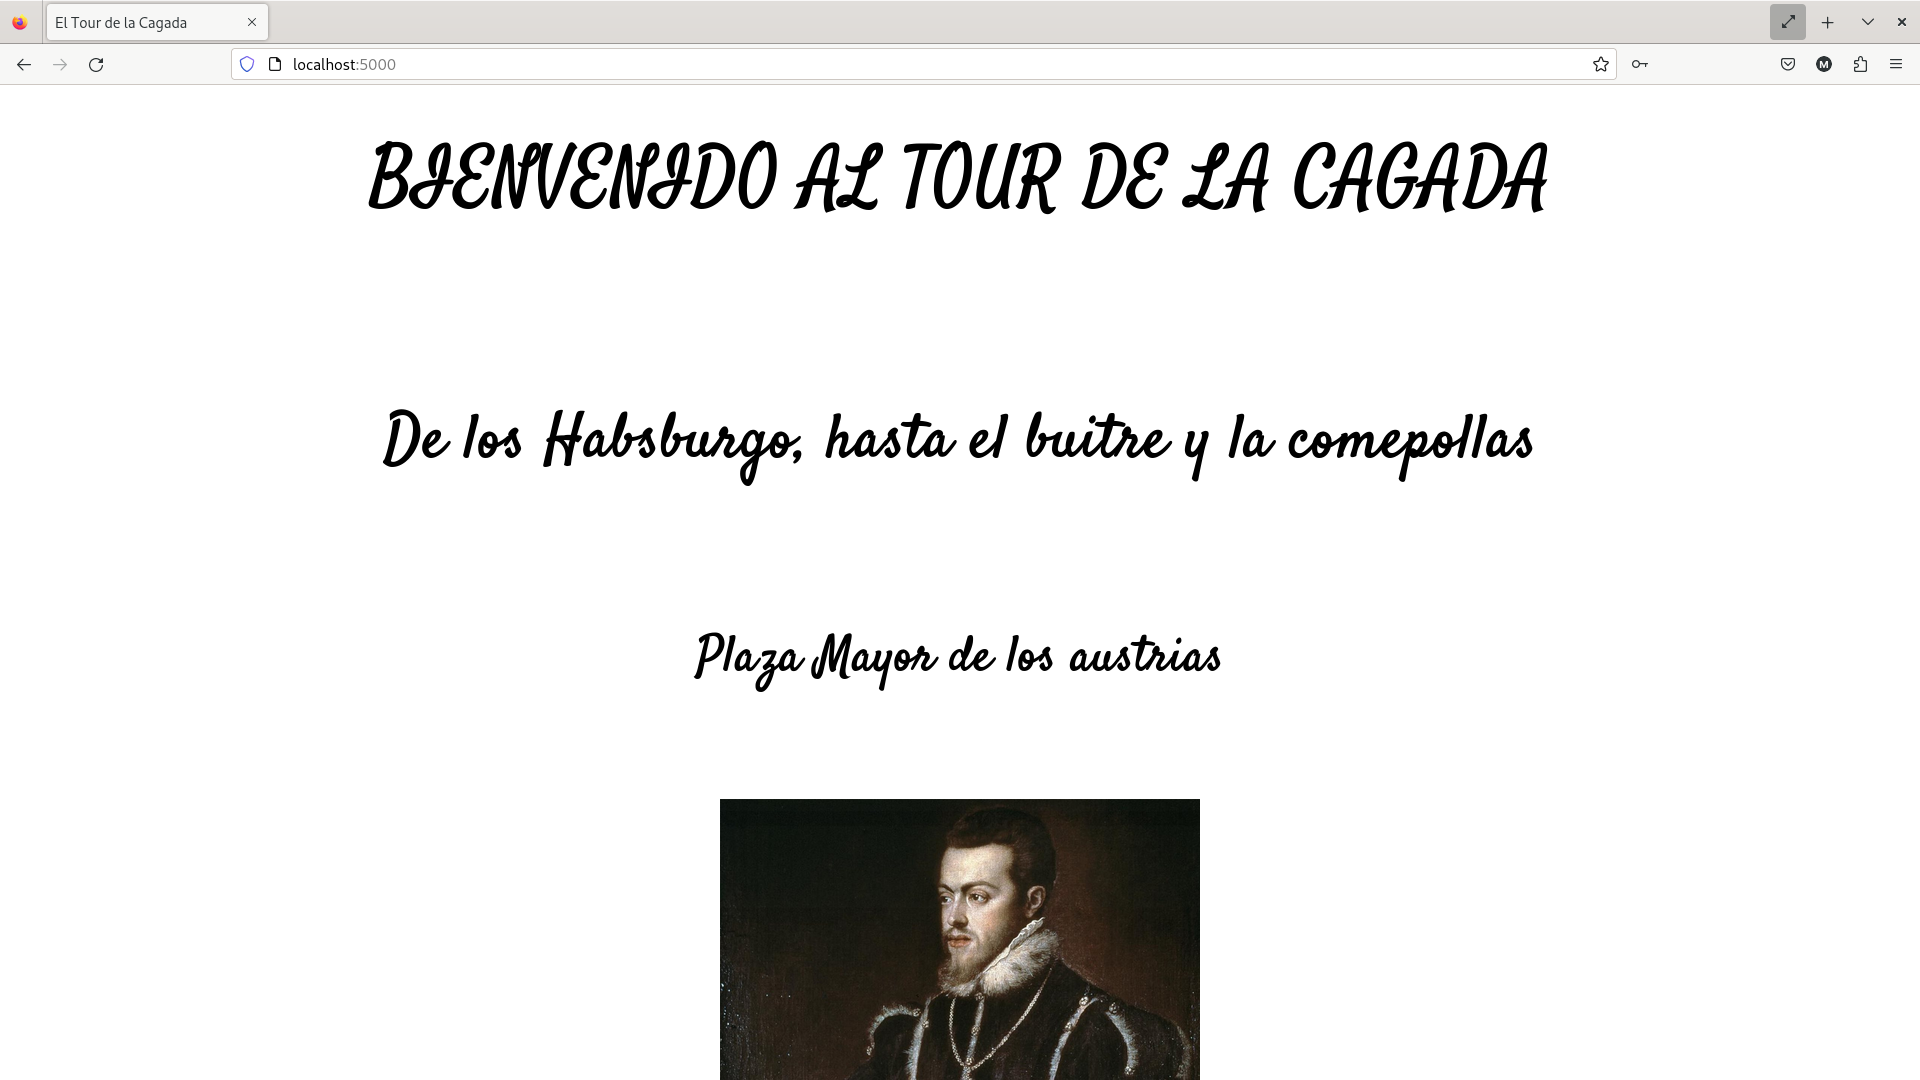 El Tour de la Cagada
localhost:5000
M
BIENVENIDO AL TOUR DE LA CAGADA
De los Habsburgo, hasta el buitre y la comepollas
Plaza Mayor de los austrias